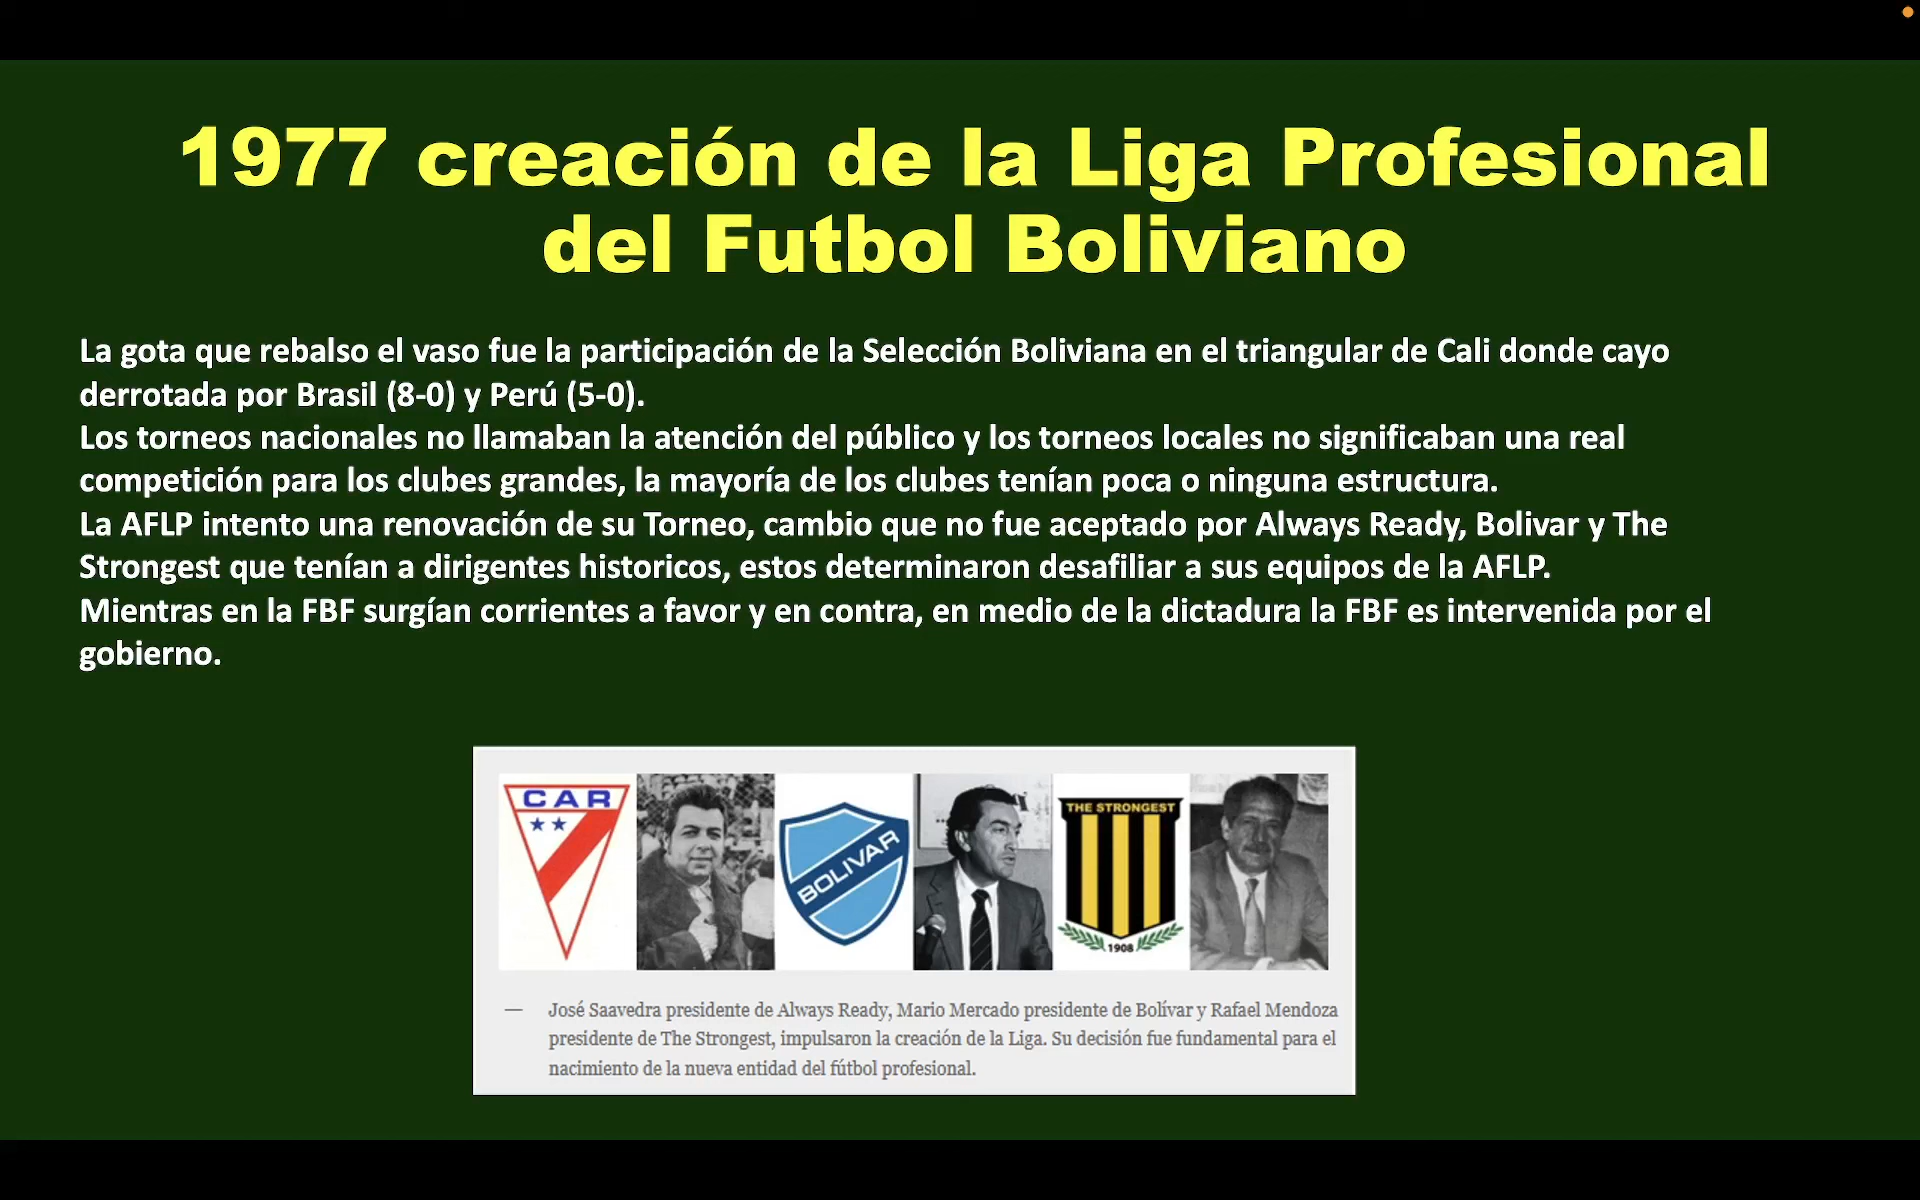 1977 creación de la Liga Profesional
del Futbol Boliviano
La gota que rebalso el vaso fue la participación de la Selección Boliviana en el triangular de Cali donde cayo
derrotada por Brasil (8-0) y Perú (5-0).
Los torneos nacionales no llamaban la atención del público y los torneos locales no significaban una real
competición para los clubes grandes, la mayoría de los clubes tenían poca o ninguna estructura.
La AFLP intento una renovación de su Torneo, cambio que no fue aceptado por Always Ready, Bolivar y The
Strongest que tenían a dirigentes historicos, estos determinaron desafiliar a sus equipos de la AFLP.
Mientras en la FBF surgían corrientes a favor y en contra, en medio de la dictadura la FBF es intervenida por el
gobierno.
CAR
BOLIVAR
THE STRONGEST
1908
— José Saavedra presidente de Always Ready, Mario Mercado presidente de Bolívar y Rafael Mendoza
presidente de The Strongest, impulsaron la creación de la Liga. Su decisión fue fundamental para el
nacimiento de la nueva entidad del fútbol profesional.